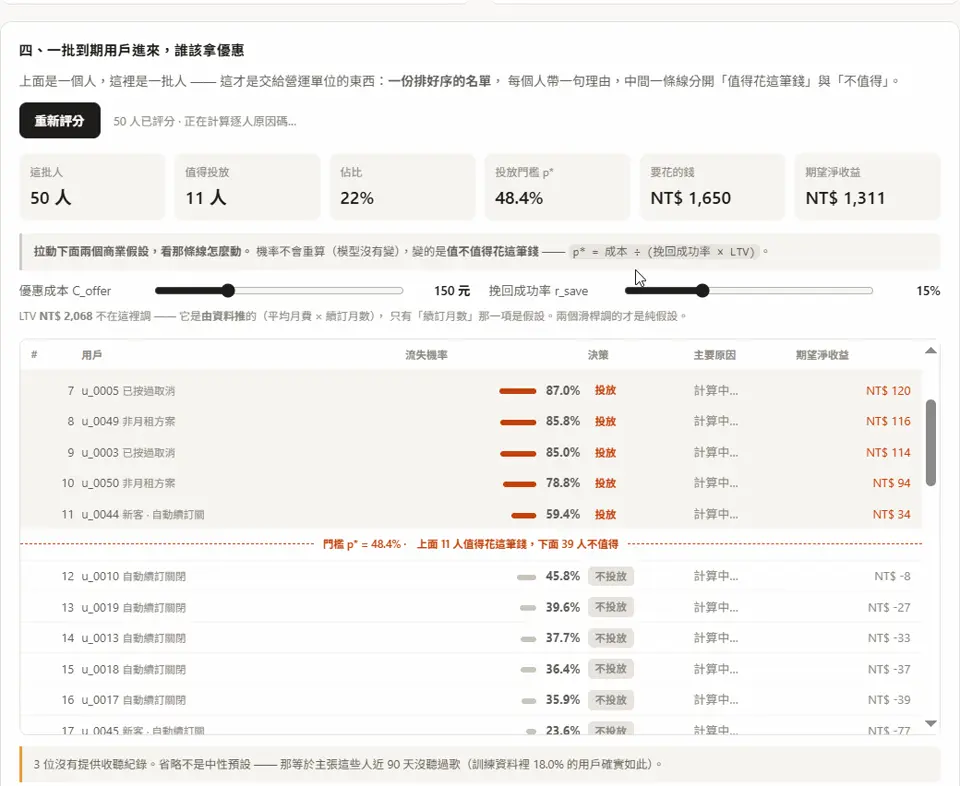 四、一批到期用戶進來，誰該拿優惠
上面是一個人，這裡是一批人 —— 這才是交給營運單位的東西：一份排好序的名單， 每個人帶一句理由，中間一條線分開「值得花這筆錢」與「不值得」。
重新評分 50 人已評分 · 正在計算逐人原因碼...
這批人 值得投放 佔比 投放門檻 p* 要花的錢 期望淨收益
50 人 11 人 22% 48.4% NT$ 1,650 NT$ 1,311
拉動下面兩個商業假設，看那條線怎麼動。 機率不會重算（模型沒有變），變的是值不值得花這筆錢 —— p* = 成本 ÷ (挽回成功率 × LTV) 。
優惠成本 C_offer 150 元 挽回成功率 r_save 15%
LTV NT$ 2,068 不在這裡調 —— 它是由資料推的（平均月費 × 續訂月數）， 只有「續訂月數」那一項是假設。兩個滑桿調的才是純假設。
# 用戶 流失機率 決策 主要原因 期望淨收益
7 u_0005 已按過取消 87.0% 投放 計算中... NT$ 120
8 u_0049 非月租方案 85.8% 投放 計算中... NT$ 116
9 u_0003 已按過取消 85.0% 投放 計算中... NT$ 114
10 u_0050 非月租方案 78.8% 投放 計算中... NT$ 94
11 u_0044 新客 · 自動續訂關 59.4% 投放 計算中... NT$ 34
門檻 p* = 48.4% · 上面 11 人值得花這筆錢，下面 39 人不值得
12 u_0010 自動續訂關閉 45.8% 不投放 計算中... NT$ -8
13 u_0019 自動續訂關閉 39.6% 不投放 計算中... NT$ -27
14 u_0013 自動續訂關閉 37.7% 不投放 計算中... NT$ -33
15 u_0018 自動續訂關閉 36.4% 不投放 計算中... NT$ -37
16 u_0017 自動續訂關閉 35.9% 不投放 計算中... NT$ -39
17 u_0045 新客 · 自動續訂關 23.6% 不投放 計算中... NT$ -77
3 位沒有提供收聽紀錄。省略不是中性預設 —— 那等於主張這些人近 90 天沒聽過歌（訓練資料裡 18.0% 的用戶確實如此）。